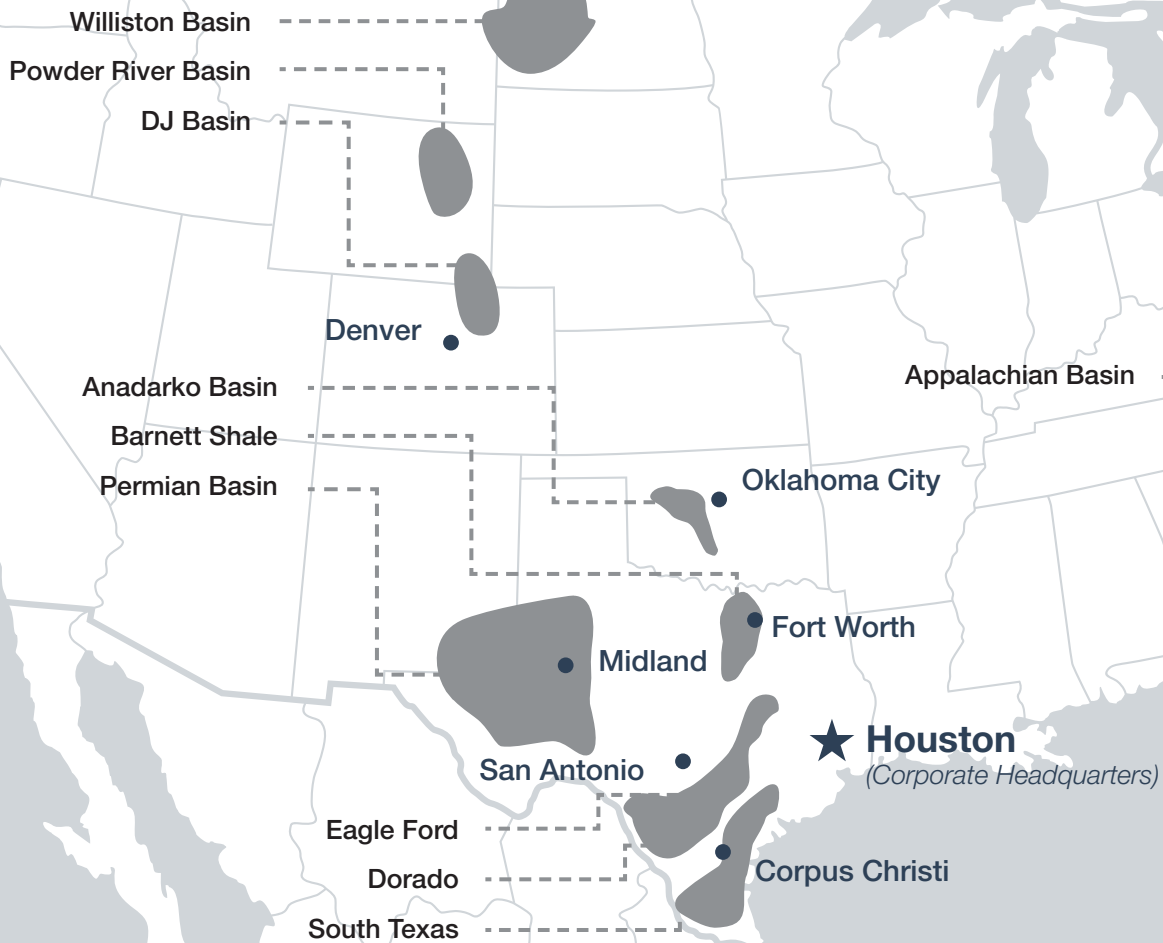 Williston Basin
Powder River Basin
DJ Basin
Denver
Appalachian Basin
Anadarko Basin
Barnett Shale
Permian Basin
Oklahoma City
Fort Worth
Midland
Houston
(Corporate Headquarters)
San Antonio
Eagle Ford
Dorado
Corpus Christi
South Texas